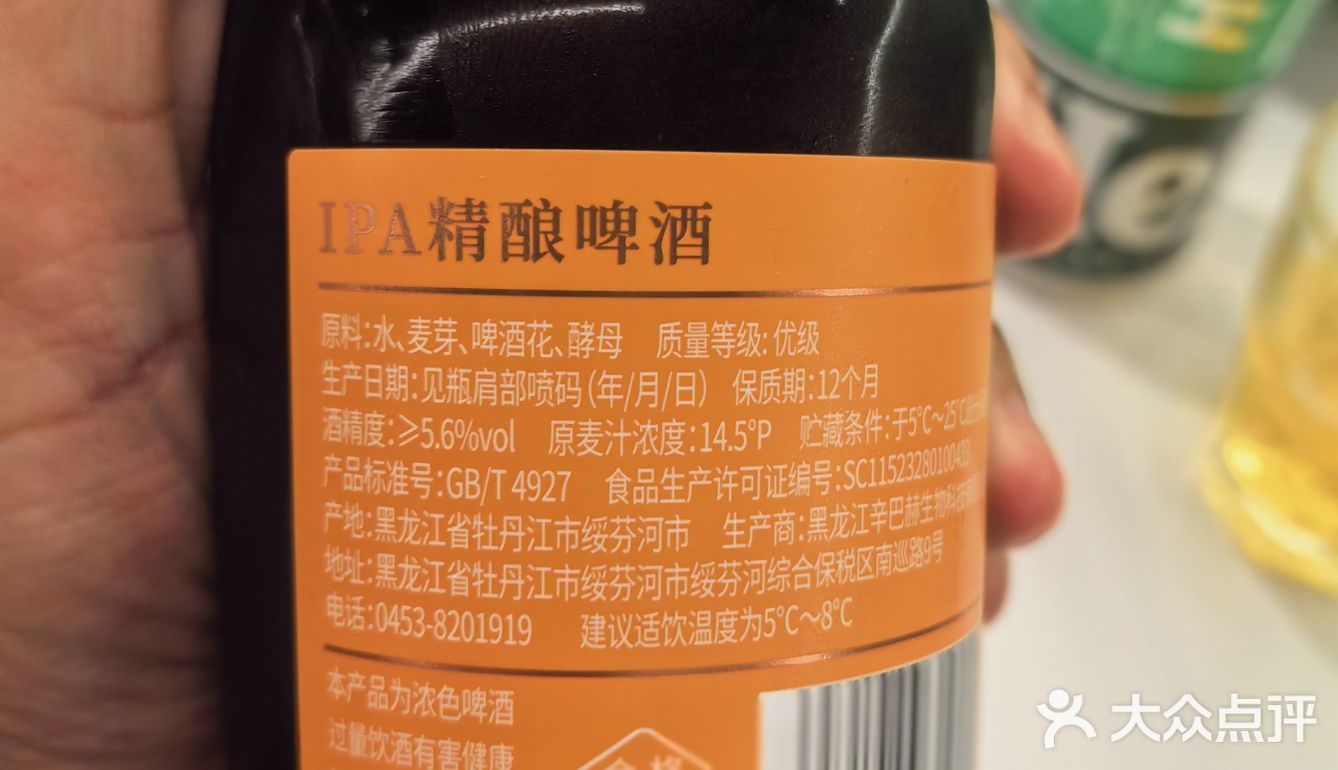 IPA精酿啤酒
原料:水、麦芽、啤酒花、酵母 质量等级:优级
生产日期:见瓶肩部喷码(年/月/日) 保质期:12个月
酒精度:≥5.6%vol 原麦汁浓度:14.5°P 贮藏条件:于5℃~25℃
产品标准号:GB/T 4927 食品生产许可证编号:SC11523280100433
产地:黑龙江省牡丹江市绥芬河市 生产商:黑龙江辛巴赫生物科技有限
地址:黑龙江省牡丹江市绥芬河市绥芬河综合保税区南巡路9号
电话:0453-8201919 建议适饮温度为5℃~8℃
本产品为浓色啤酒
过量饮酒有害健康
大众点评